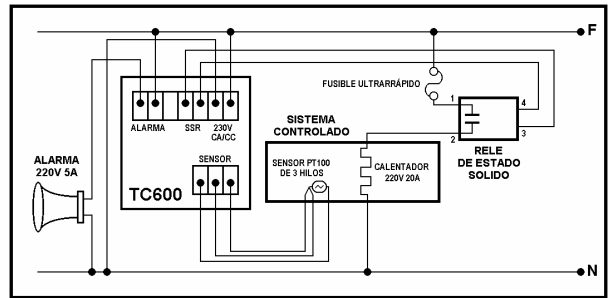 F
FUSIBLE ULTRARRÁPIDO
1
4
ALARMA
SSR
230V
CA/CC
SISTEMA
CONTROLADO
2
3
RELE
DE ESTADO
SOLIDO
ALARMA
220V 5A
SENSOR
SENSOR PT100
DE 3 HILOS
CALENTADOR
220V 20A
TC600
N